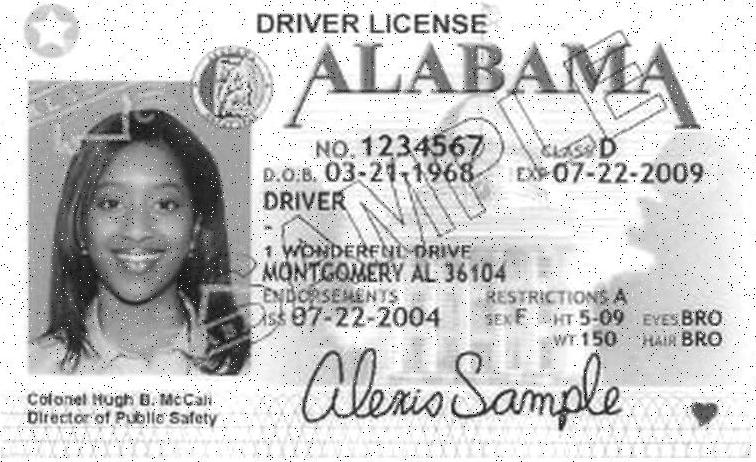 DRIVER LICENSE
ALABAMA
NO. 1234567 CLASS D
D.O.B. 03-21-1968 EXP 07-22-2009
DRIVER
-
1 WONDERFUL DRIVE
MONTGOMERY AL 36104
ENDORSEMENTS RESTRICTIONS A
ISS 07-22-2004 SEX F HT 5-09 EYES BRO
WT 150 HAIR BRO
Alexis Sample
Colonel Hugh B. McCall
Director of Public Safety
SAMPLE